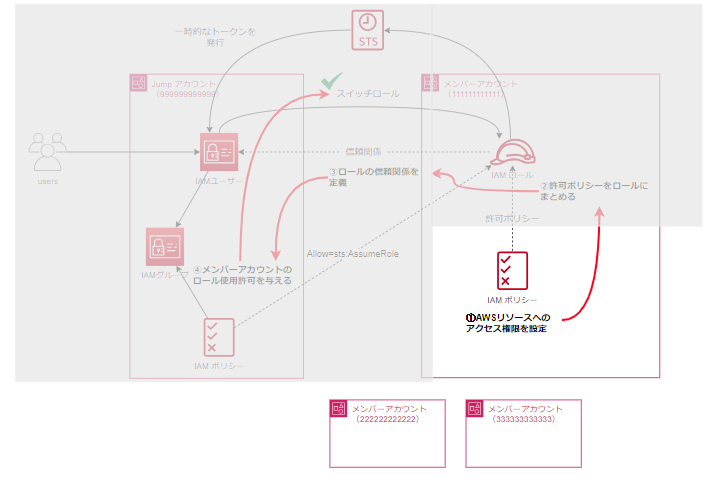 一時的なトークンを
発行
STS
Jump アカウント
（999999999999）
スイッチロール
メンバーアカウント
（11111111111）
users
IAMユーザー
信頼関係
IAM ロール
③ロールの信頼関係を
定義
②許可ポリシーをロールに
まとめる
許可ポリシー
Allow=sts:AssumeRole
④メンバーアカウントの
ロール使用許可を与える
IAMグループ
IAM ポリシー
①AWSリソースへの
アクセス権限を設定
IAM ポリシー
メンバーアカウント
（222222222222）
メンバーアカウント
（333333333333）